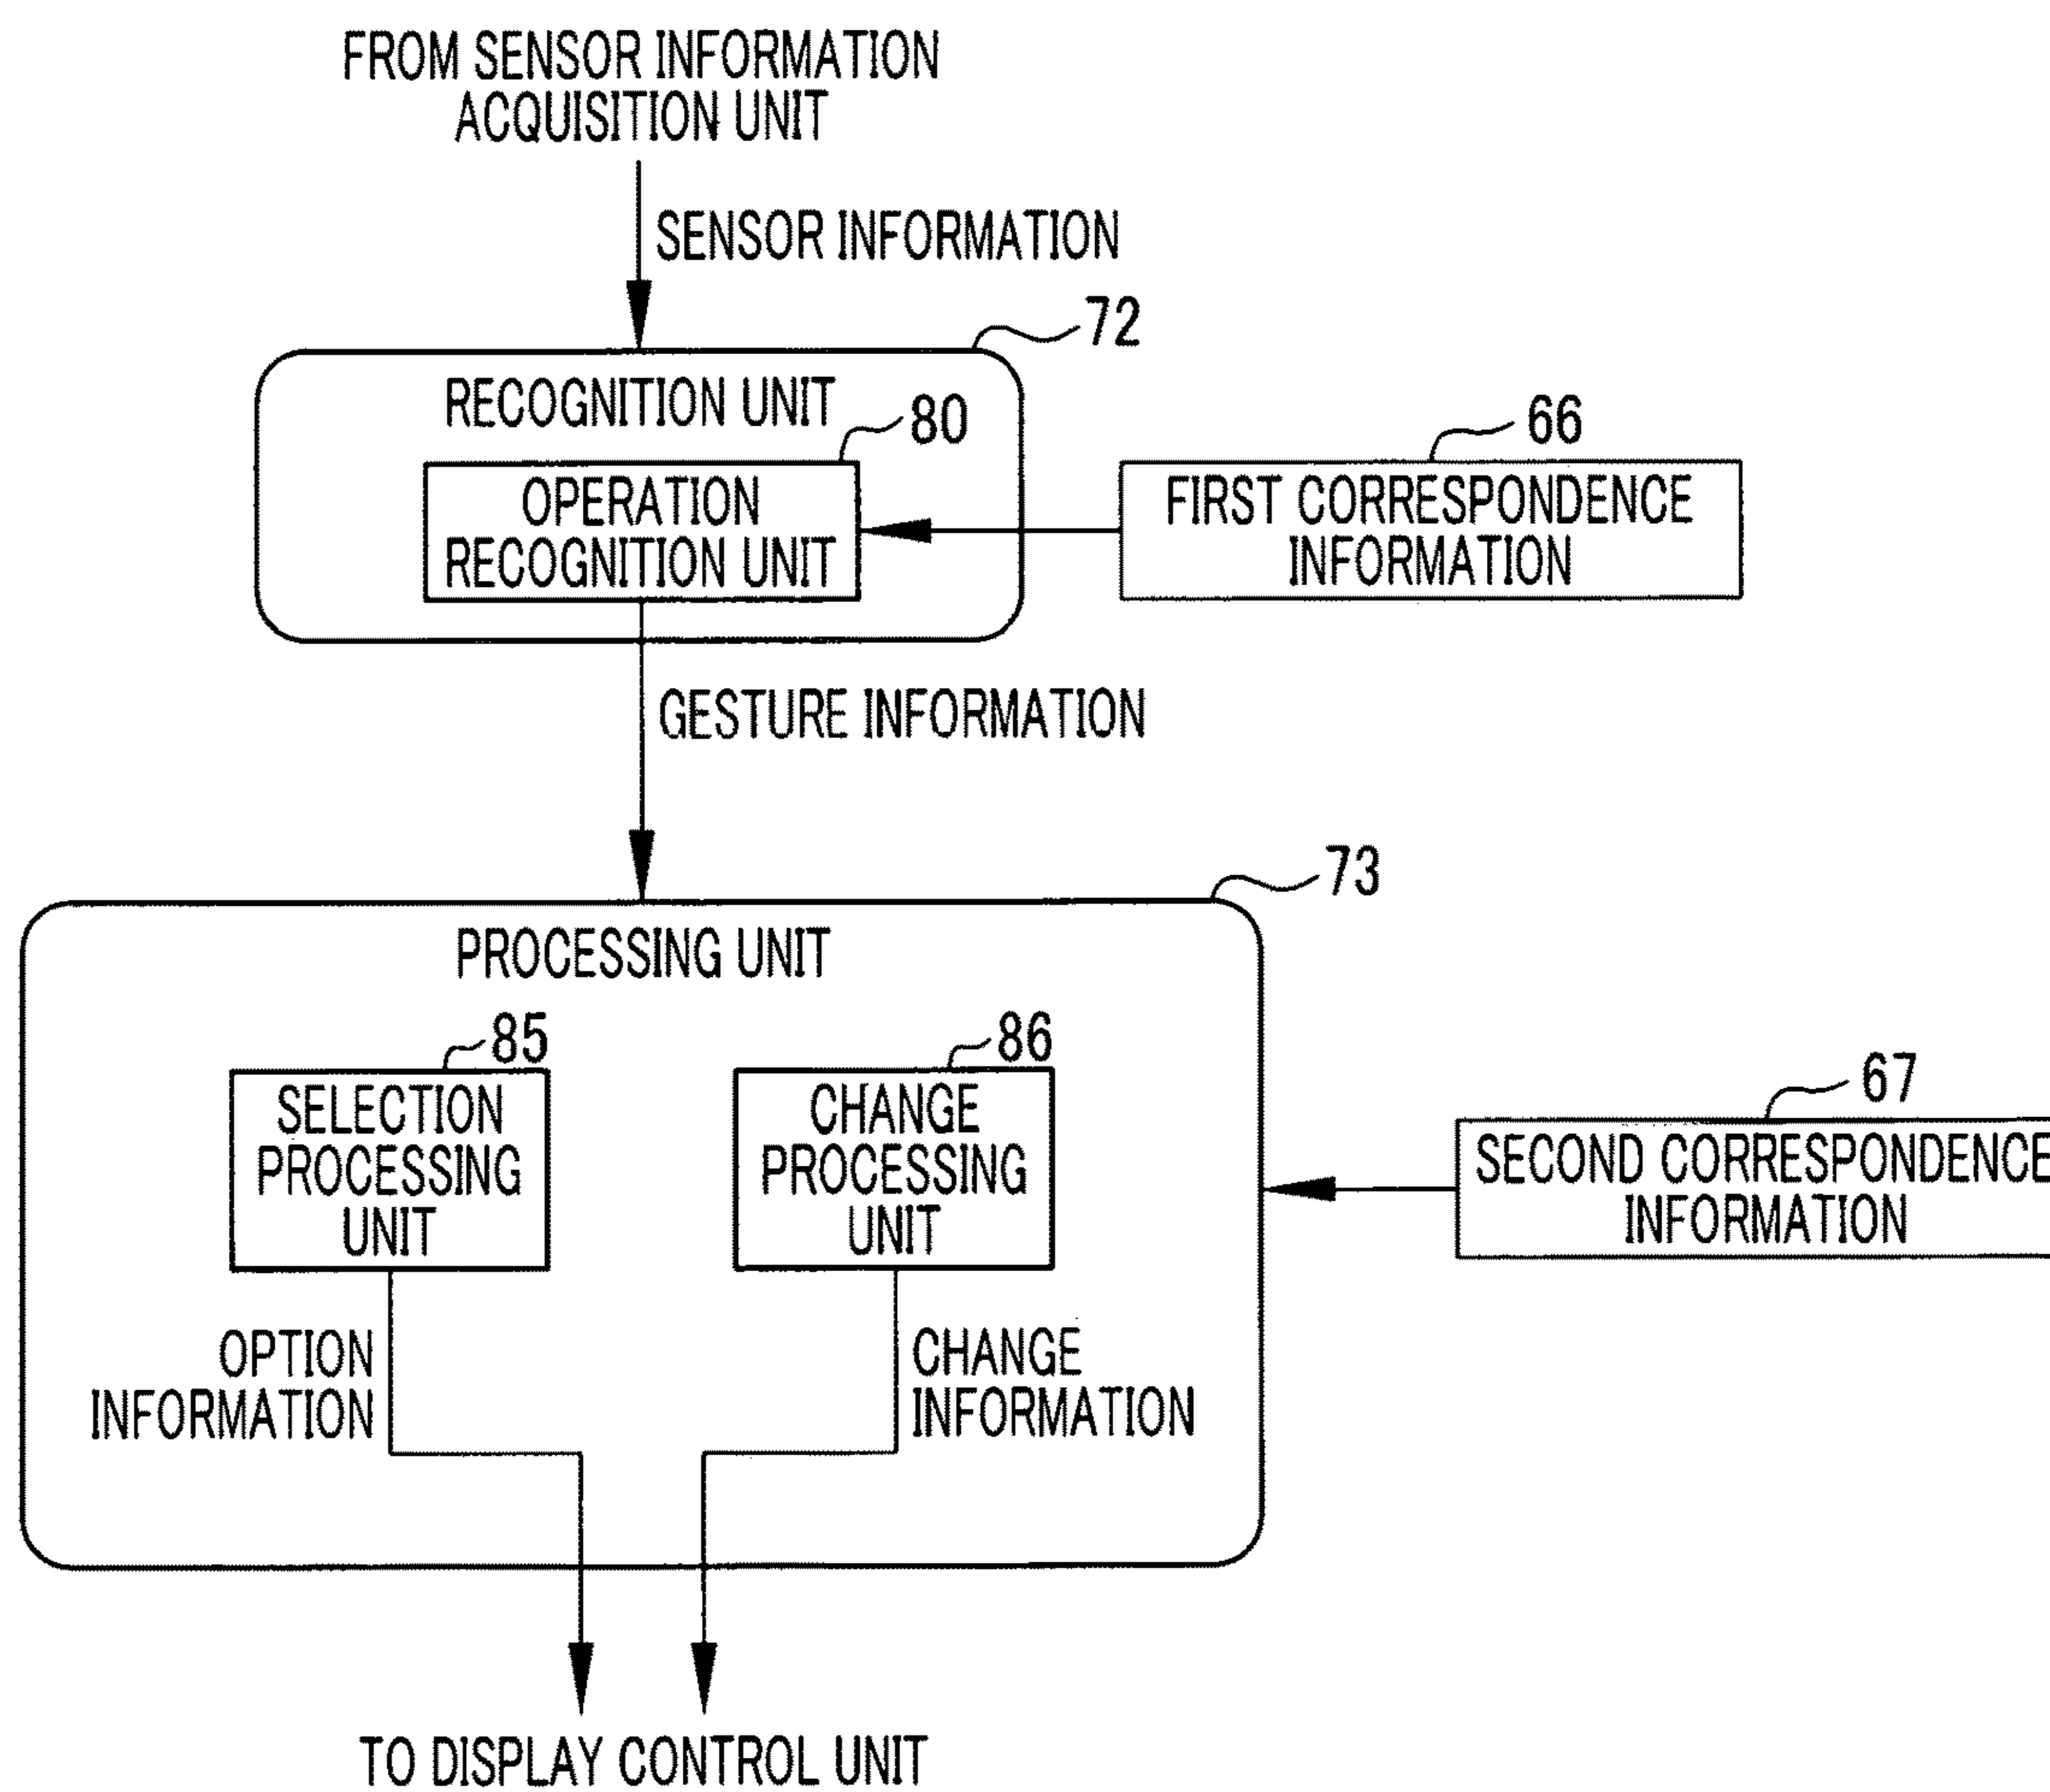 FROM SENSOR INFORMATION
ACQUISITION UNIT
SENSOR INFORMATION
72
RECOGNITION UNIT
80
66
OPERATION
RECOGNITION UNIT
FIRST CORRESPONDENCE
INFORMATION
GESTURE INFORMATION
73
PROCESSING UNIT
85
86
67
SELECTION
PROCESSING
UNIT
CHANGE
PROCESSING
UNIT
SECOND CORRESPONDENCE
INFORMATION
OPTION
INFORMATION
CHANGE
INFORMATION
TO DISPLAY CONTROL UNIT